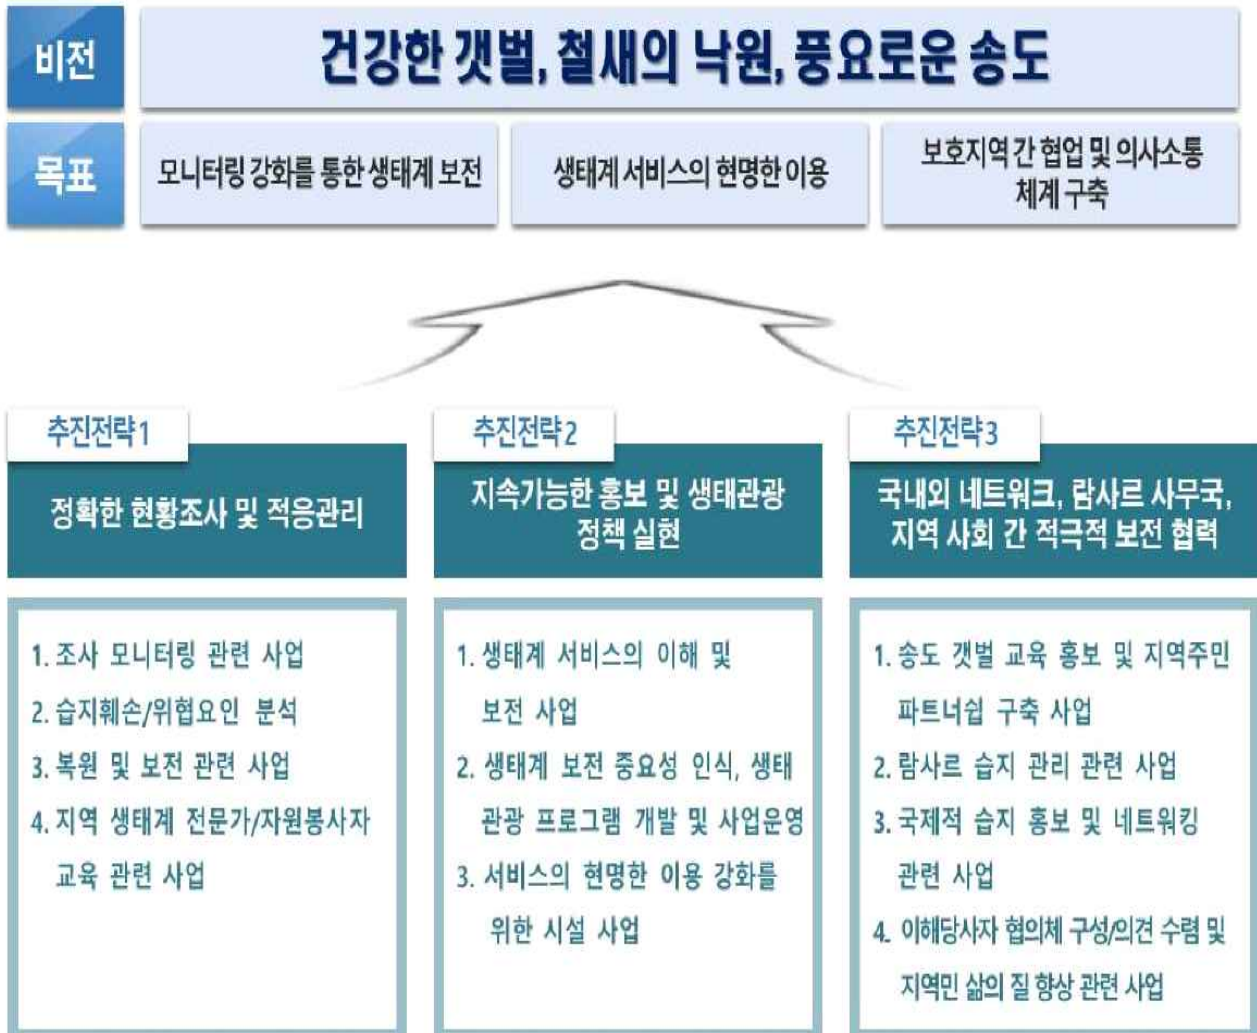 비전
건강한 갯벌, 철새의 낙원, 풍요로운 송도
목표
모니터링 강화를 통한 생태계 보전
생태계 서비스의 현명한 이용
보호지역 간 협업 및 의사소통
체계 구축
추진전략 1
정확한 현황조사 및 적응관리
1. 조사 모니터링 관련 사업
2. 습지훼손/위협요인 분석
3. 복원 및 보전 관련 사업
4. 지역 생태계 전문가/자원봉사자
교육 관련 사업
추진전략 2
지속가능한 홍보 및 생태관광
정책 실현
1. 생태계 서비스의 이해 및
보전 사업
2. 생태계 보전 중요성 인식, 생태
관광 프로그램 개발 및 사업운영
3. 서비스의 현명한 이용 강화를
위한 시설 사업
추진전략 3
국내외 네트워크, 람사르 사무국,
지역 사회 간 적극적 보전 협력
1. 송도 갯벌 교육 홍보 및 지역주민
파트너쉽 구축 사업
2. 람사르 습지 관리 관련 사업
3. 국제적 습지 홍보 및 네트워킹
관련 사업
4. 이해당사자 협의체 구성/의견 수렴 및
지역민 삶의 질 향상 관련 사업